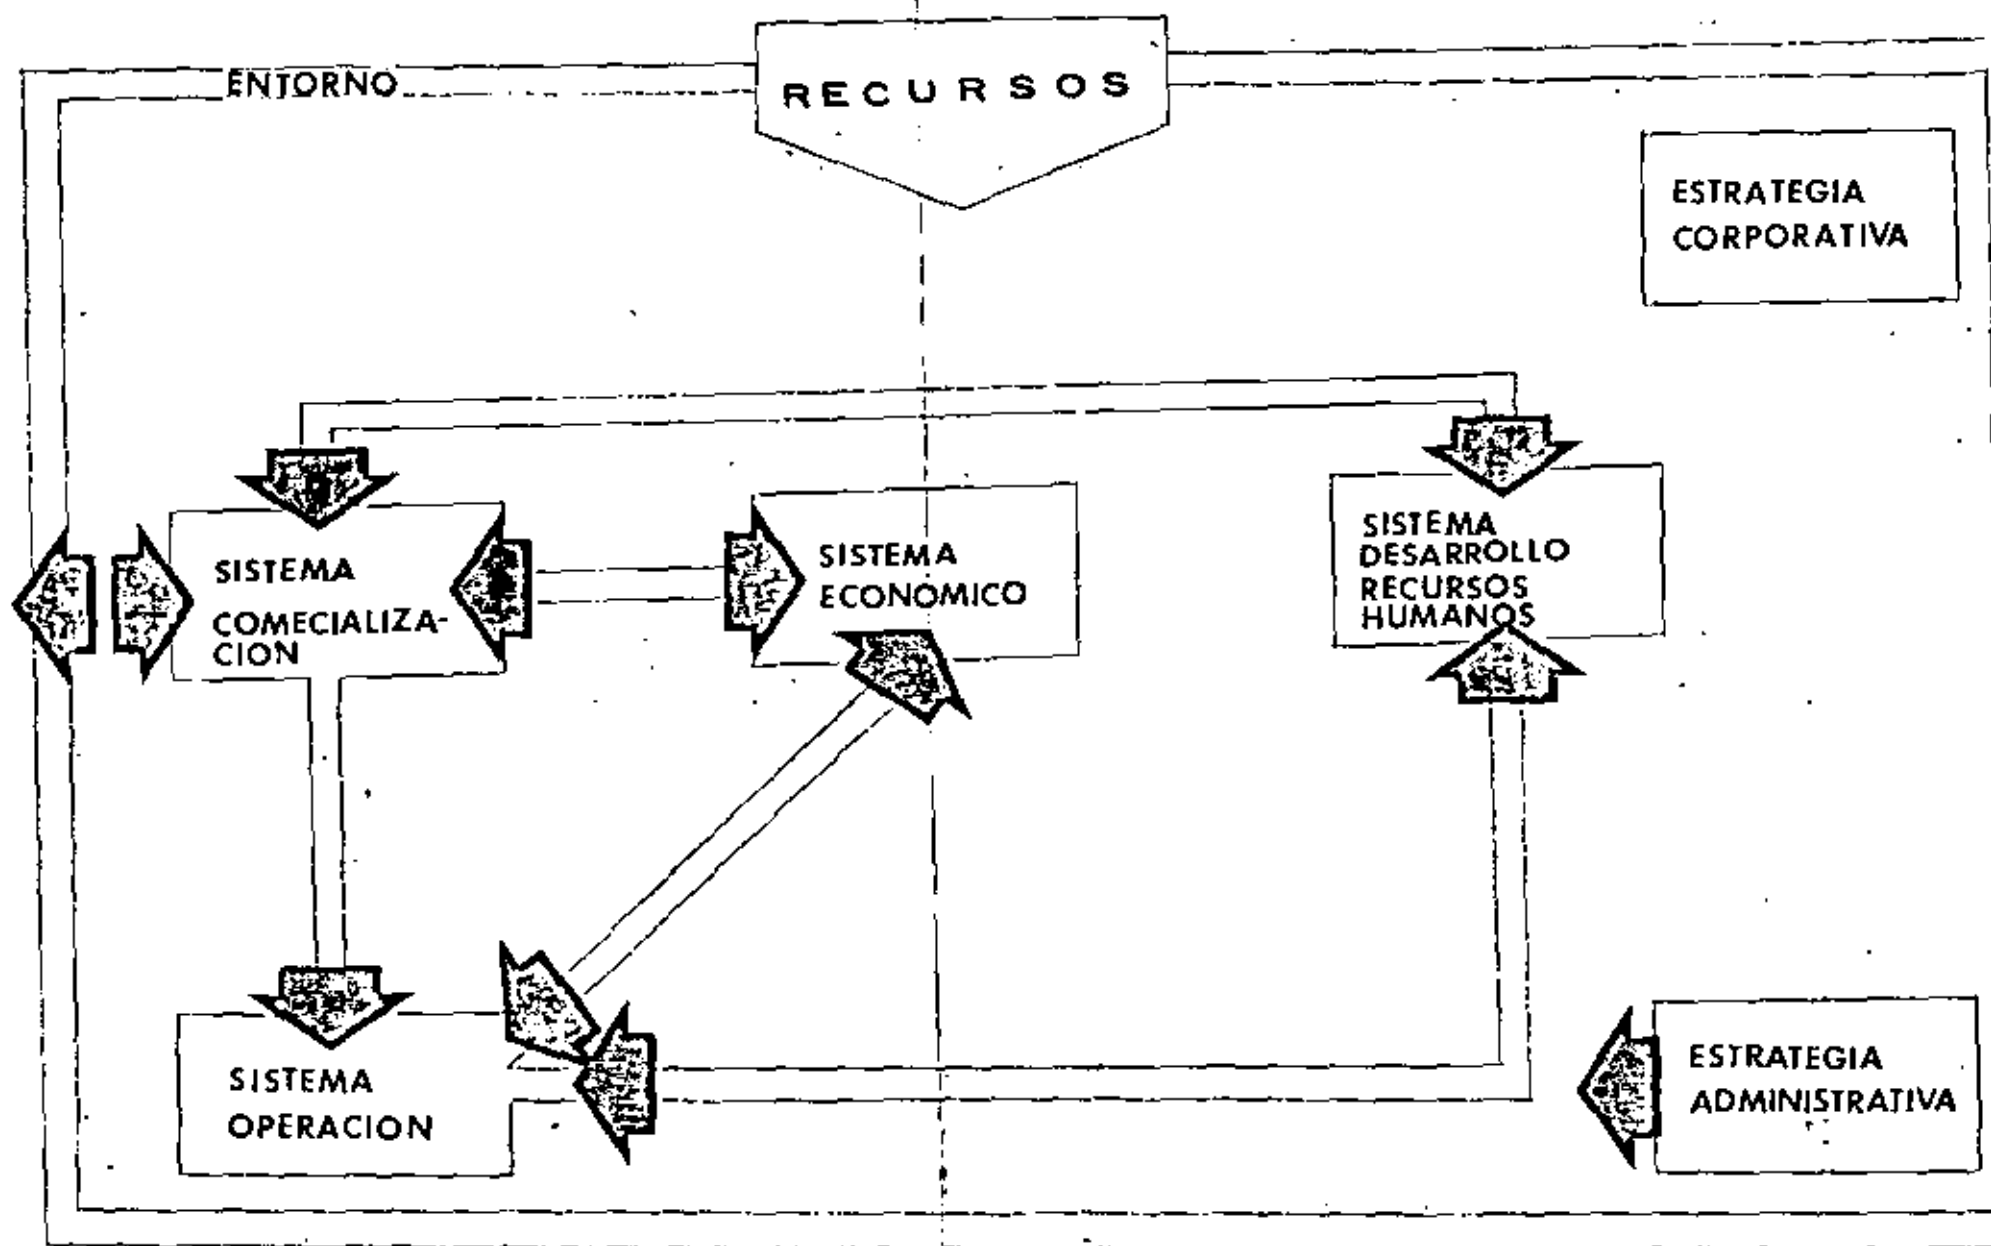 ENTORNO
RECURSOS
ESTRATEGIA
CORPORATIVA
SISTEMA
COMECIALIZA-
CION
SISTEMA
ECONOMICO
SISTEMA
DESARROLLO
RECURSOS
HUMANOS
SISTEMA
OPERACION
ESTRATEGIA
ADMINISTRATIVA